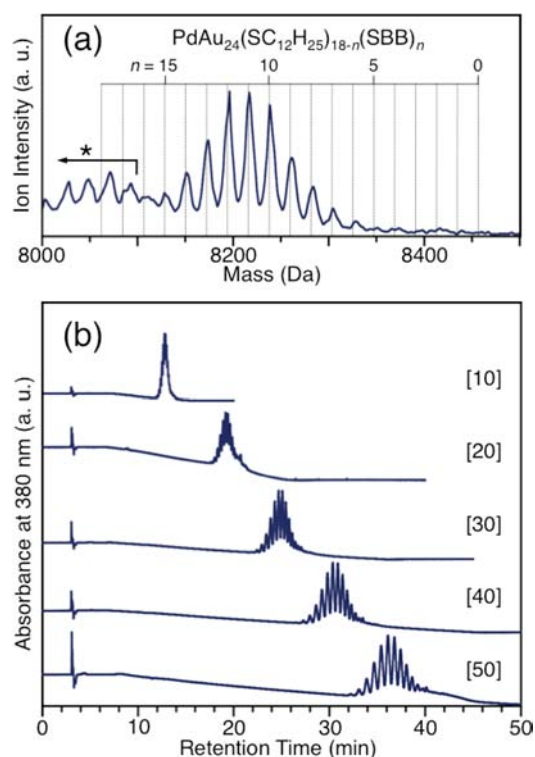 (a)
PdAu₂₄(SC₁₂H₂₅)₁₈₋ₙ(SBB)ₙ
n = 15 10 5 0
*
Ion Intensity (a. u.)
8000 8200 8400
Mass (Da)
(b)
[10]
[20]
[30]
[40]
[50]
Absorbance at 380 nm (a. u.)
0 10 20 30 40 50
Retention Time (min)